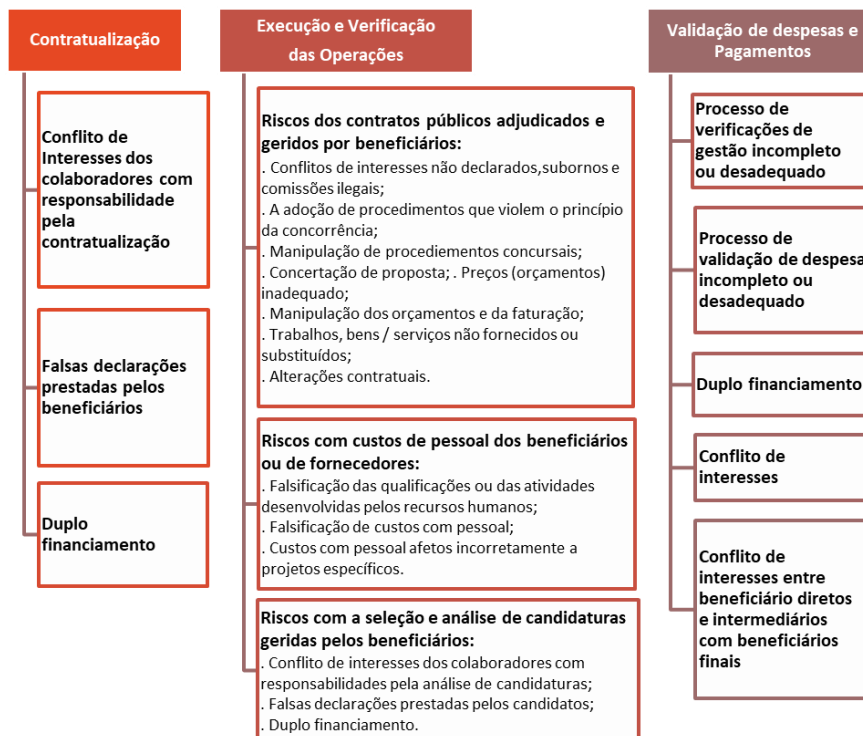 Contratualização
Conflito de
Interesses dos
colaboradores com
responsabilidade
pela
contratualização
Falsas declarações
prestadas pelos
beneficiários
Duplo
financiamento
Execução e Verificação
das Operações
Riscos dos contratos públicos adjudicados e
geridos por beneficiários:
. Conflitos de interesses não declarados,subornos e
comissões ilegais;
. A adoção de procedimentos que violem o princípio
da concorrência;
. Manipulação de procediementos concursais;
. Concertação de proposta; . Preços (orçamentos)
inadequado;
. Manipulação dos orçamentos e da faturação;
. Trabalhos, bens / serviços não fornecidos ou
substituídos;
. Alterações contratuais.
Riscos com custos de pessoal dos beneficiários
ou de fornecedores:
. Falsificação das qualificações ou das atividades
desenvolvidas pelos recursos humanos;
. Falsificação de custos com pessoal;
. Custos com pessoal afetos incorretamente a
projetos específicos.
Riscos com a seleção e análise de candidaturas
geridas pelos beneficiários:
. Conflito de interesses dos colaboradores com
responsabilidades pela análise de candidaturas;
. Falsas declarações prestadas pelos candidatos;
. Duplo financiamento.
Validação de despesas e
Pagamentos
Processo de
verificações de
gestão incompleto
ou desadequado
Processo de
validação de despesa
incompleto ou
desadequado
Duplo financiamento
Conflito de
interesses
Conflito de
interesses entre
beneficiário diretos
e intermediários
com beneficiários
finais